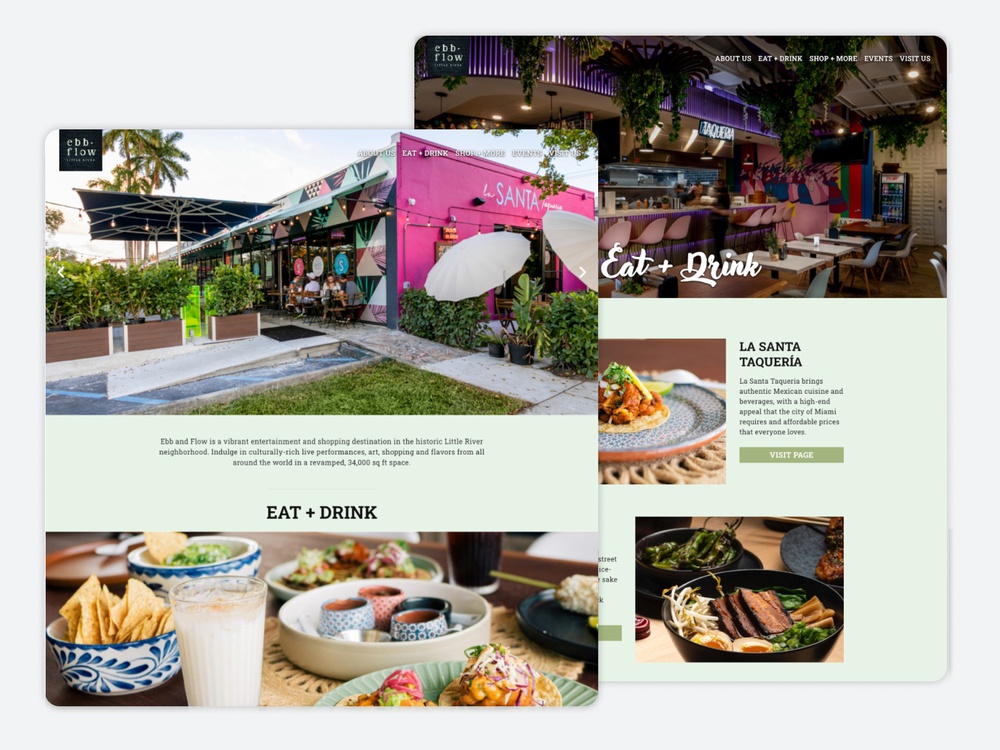 ebb+
flow
LITTLE RIVER
ABOUT US EAT + DRINK SHOP + MORE EVENTS VISIT US
La SANTA Taqueria
Ebb and Flow is a vibrant entertainment and shopping destination in the historic Little River
neighborhood. Indulge in culturally-rich live performances, art, shopping and flavors from all
around the world in a revamped, 34,000 sq ft space.
EAT + DRINK
ebb+
flow
LITTLE RIVER
ABOUT US EAT + DRINK SHOP + MORE EVENTS VISIT US
TAQUERIA
Eat + Drink
LA SANTA
TAQUERÍA
La Santa Taqueria brings
authentic Mexican cuisine and
beverages, with a high-end
appeal that the city of Miami
requires and affordable prices
that everyone loves.
VISIT PAGE
street
sake